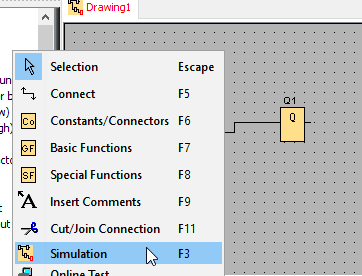 Drawing1
Selection Escape
Connect F5
Co Constants/Connectors F6
GF Basic Functions F7
SF Special Functions F8
A Insert Comments F9
Cut/Join Connection F11
Simulation F3
Online Test
Q1
Q